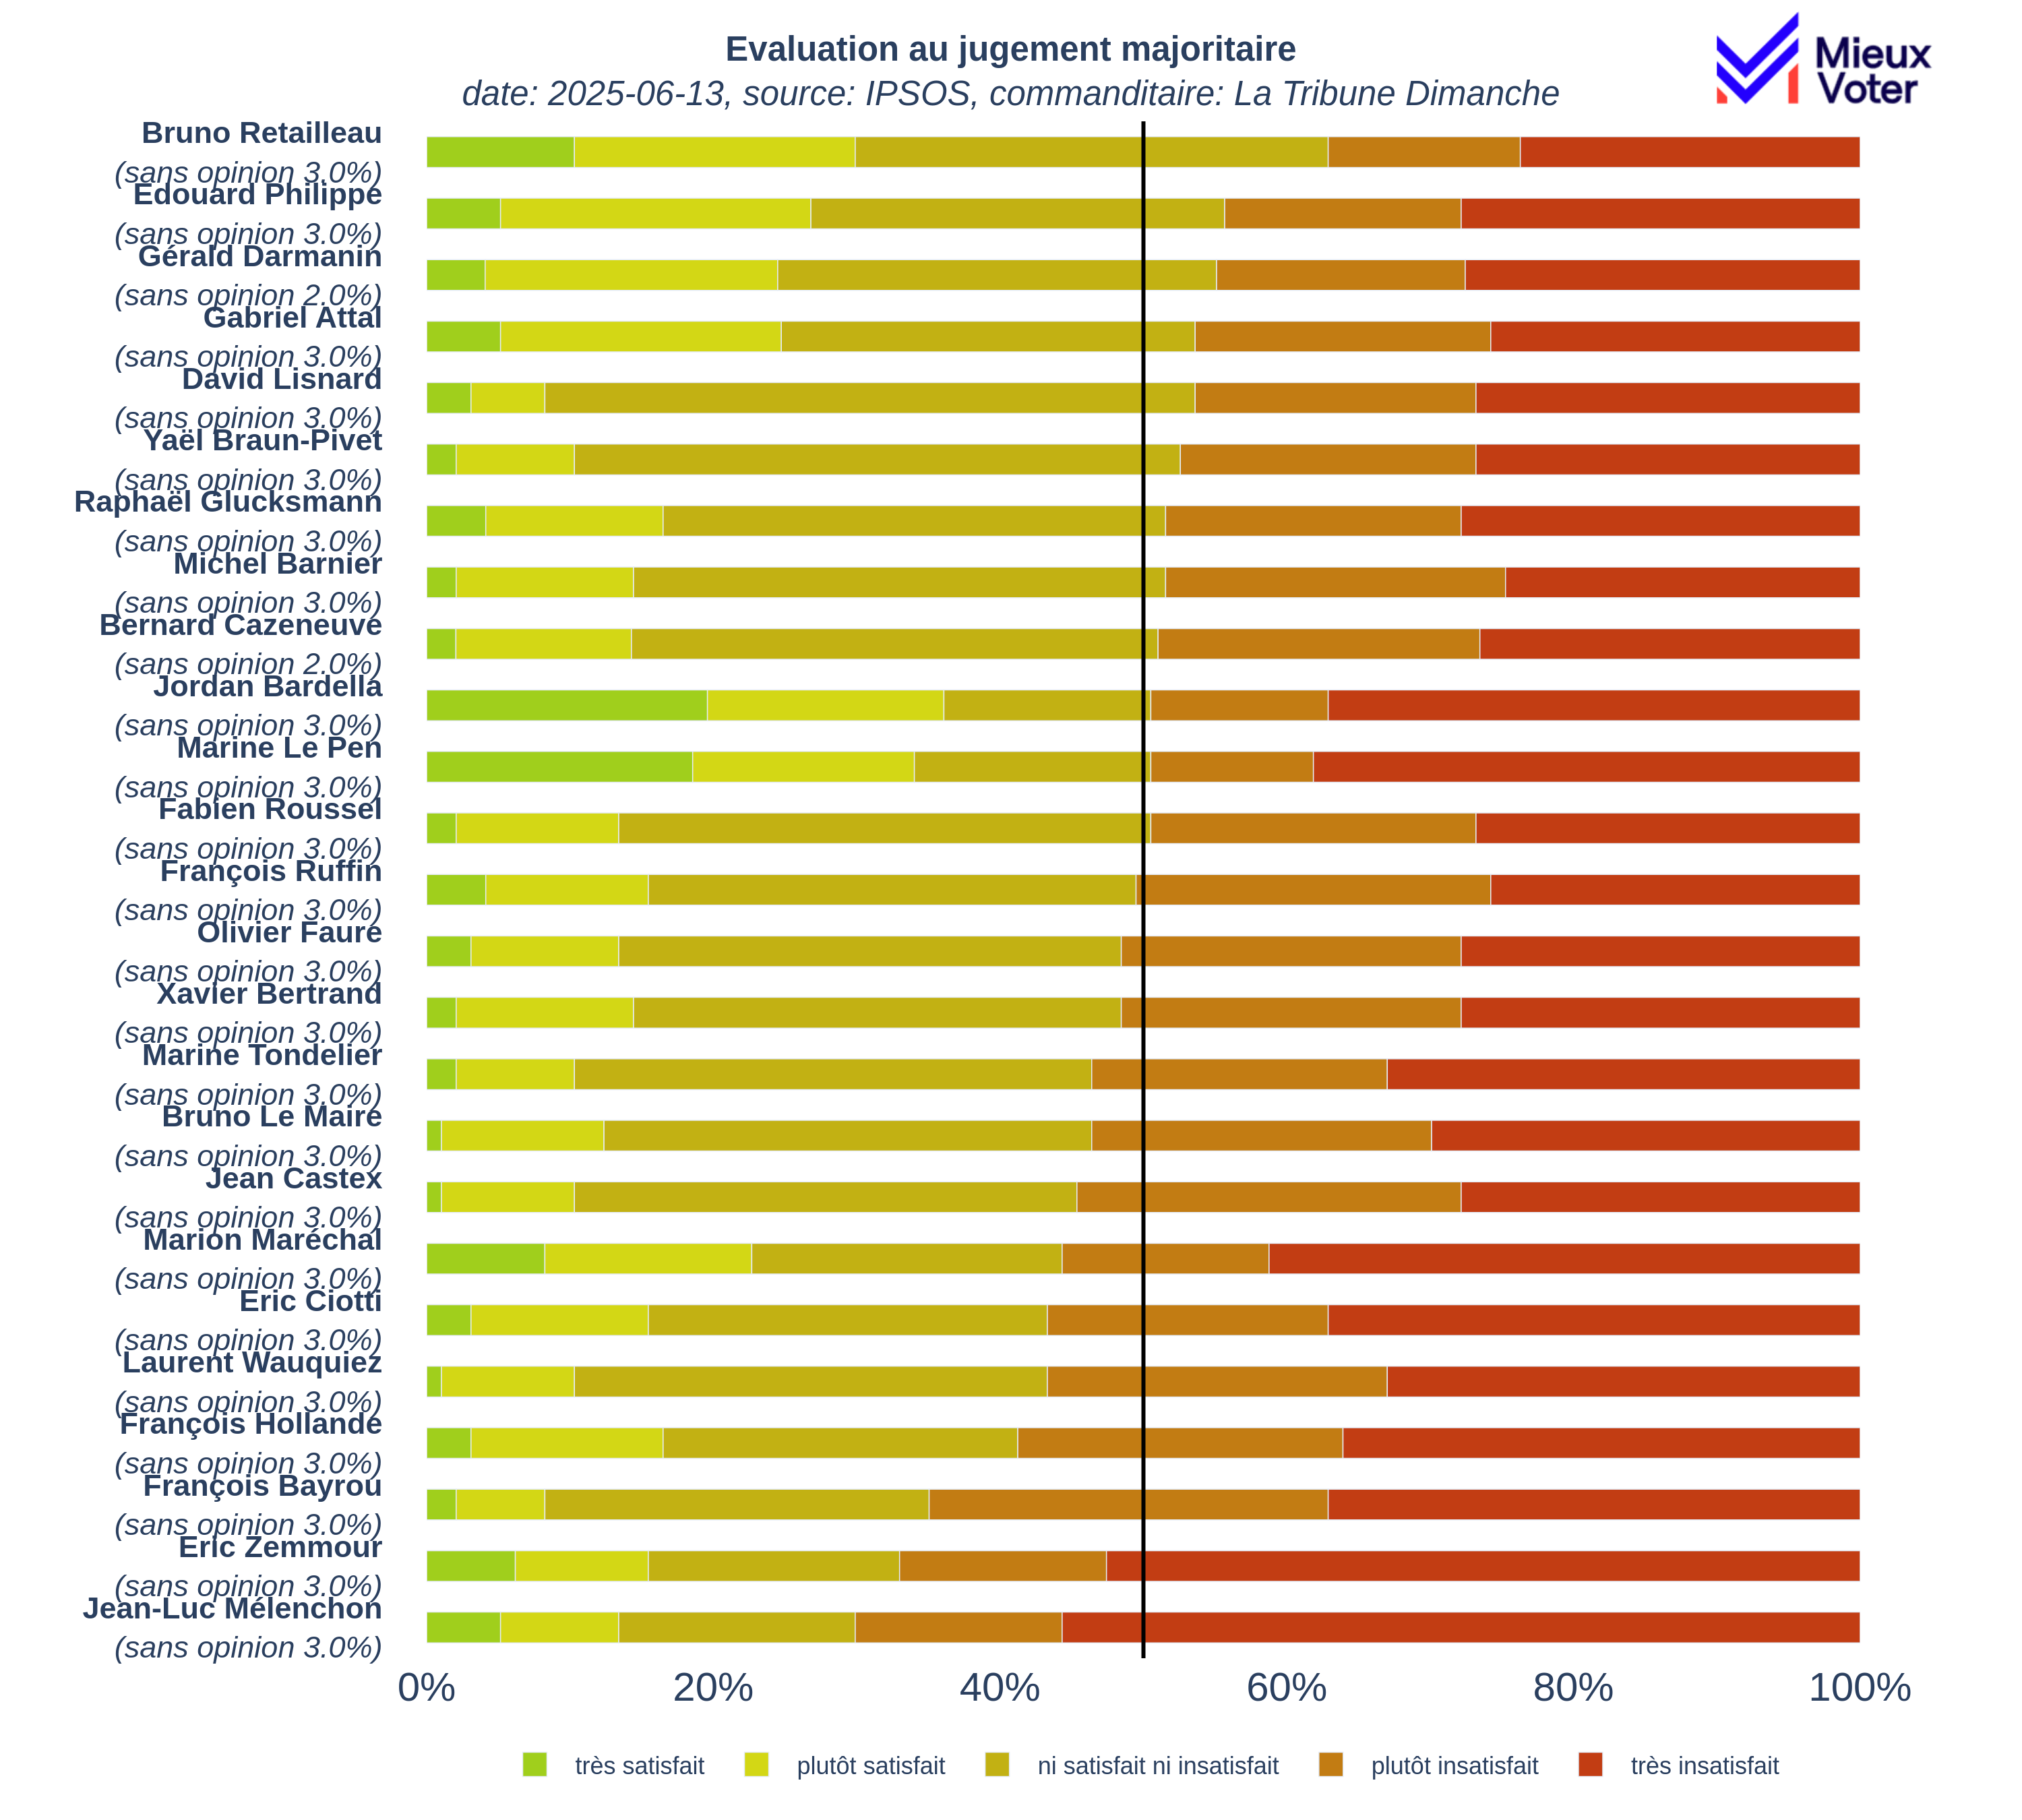 Evaluation au jugement majoritaire
date: 2025-06-13, source: IPSOS, commanditaire: La Tribune Dimanche
Mieux
Voter
Bruno Retailleau
(sans opinion 3.0%)
Edouard Philippe
(sans opinion 3.0%)
Gérald Darmanin
(sans opinion 2.0%)
Gabriel Attal
(sans opinion 3.0%)
David Lisnard
(sans opinion 3.0%)
Yaël Braun-Pivet
(sans opinion 3.0%)
Raphaël Glucksmann
(sans opinion 3.0%)
Michel Barnier
(sans opinion 3.0%)
Bernard Cazeneuve
(sans opinion 2.0%)
Jordan Bardella
(sans opinion 3.0%)
Marine Le Pen
(sans opinion 3.0%)
Fabien Roussel
(sans opinion 3.0%)
François Ruffin
(sans opinion 3.0%)
Olivier Faure
(sans opinion 3.0%)
Xavier Bertrand
(sans opinion 3.0%)
Marine Tondelier
(sans opinion 3.0%)
Bruno Le Maire
(sans opinion 3.0%)
Jean Castex
(sans opinion 3.0%)
Marion Maréchal
(sans opinion 3.0%)
Eric Ciotti
(sans opinion 3.0%)
Laurent Wauquiez
(sans opinion 3.0%)
François Hollande
(sans opinion 3.0%)
François Bayrou
(sans opinion 3.0%)
Eric Zemmour
(sans opinion 3.0%)
Jean-Luc Mélenchon
(sans opinion 3.0%)
0% 20% 40% 60% 80% 100%
très satisfait plutôt satisfait ni satisfait ni insatisfait plutôt insatisfait très insatisfait